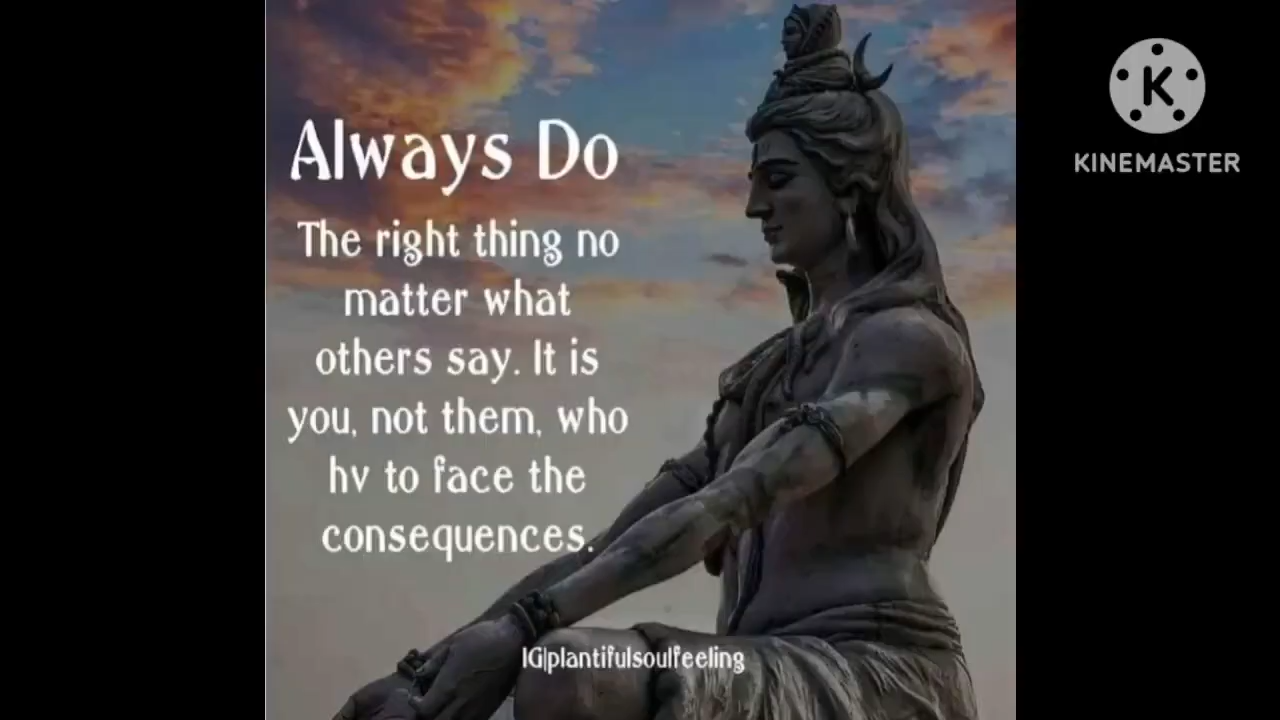 Always Do
The right thing no
matter what
others say. It is
you, not them, who
hv to face the
consequences.
IG|plantifulsoulfeeling
K
KINEMASTER